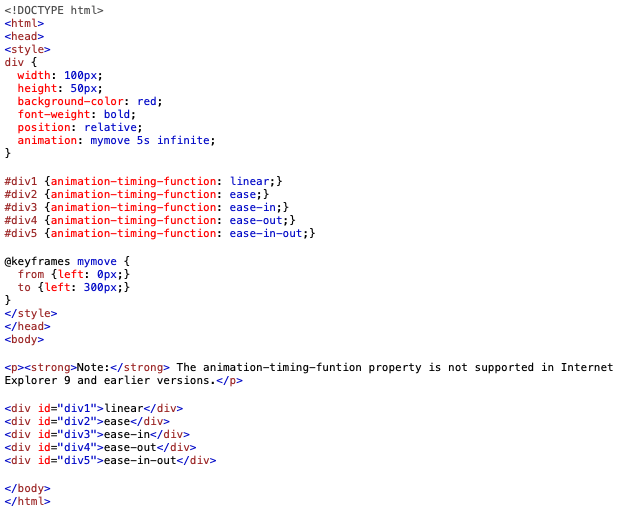 <!DOCTYPE html>
<html>
<head>
<style>
div {
  width: 100px;
  height: 50px;
  background-color: red;
  font-weight: bold;
  position: relative;
  animation: mymove 5s infinite;
}

#div1 {animation-timing-function: linear;}
#div2 {animation-timing-function: ease;}
#div3 {animation-timing-function: ease-in;}
#div4 {animation-timing-function: ease-out;}
#div5 {animation-timing-function: ease-in-out;}

@keyframes mymove {
  from {left: 0px;}
  to {left: 300px;}
}
</style>
</head>
<body>

<p><strong>Note:</strong> The animation-timing-funtion property is not supported in Internet
Explorer 9 and earlier versions.</p>

<div id="div1">linear</div>
<div id="div2">ease</div>
<div id="div3">ease-in</div>
<div id="div4">ease-out</div>
<div id="div5">ease-in-out</div>

</body>
</html>